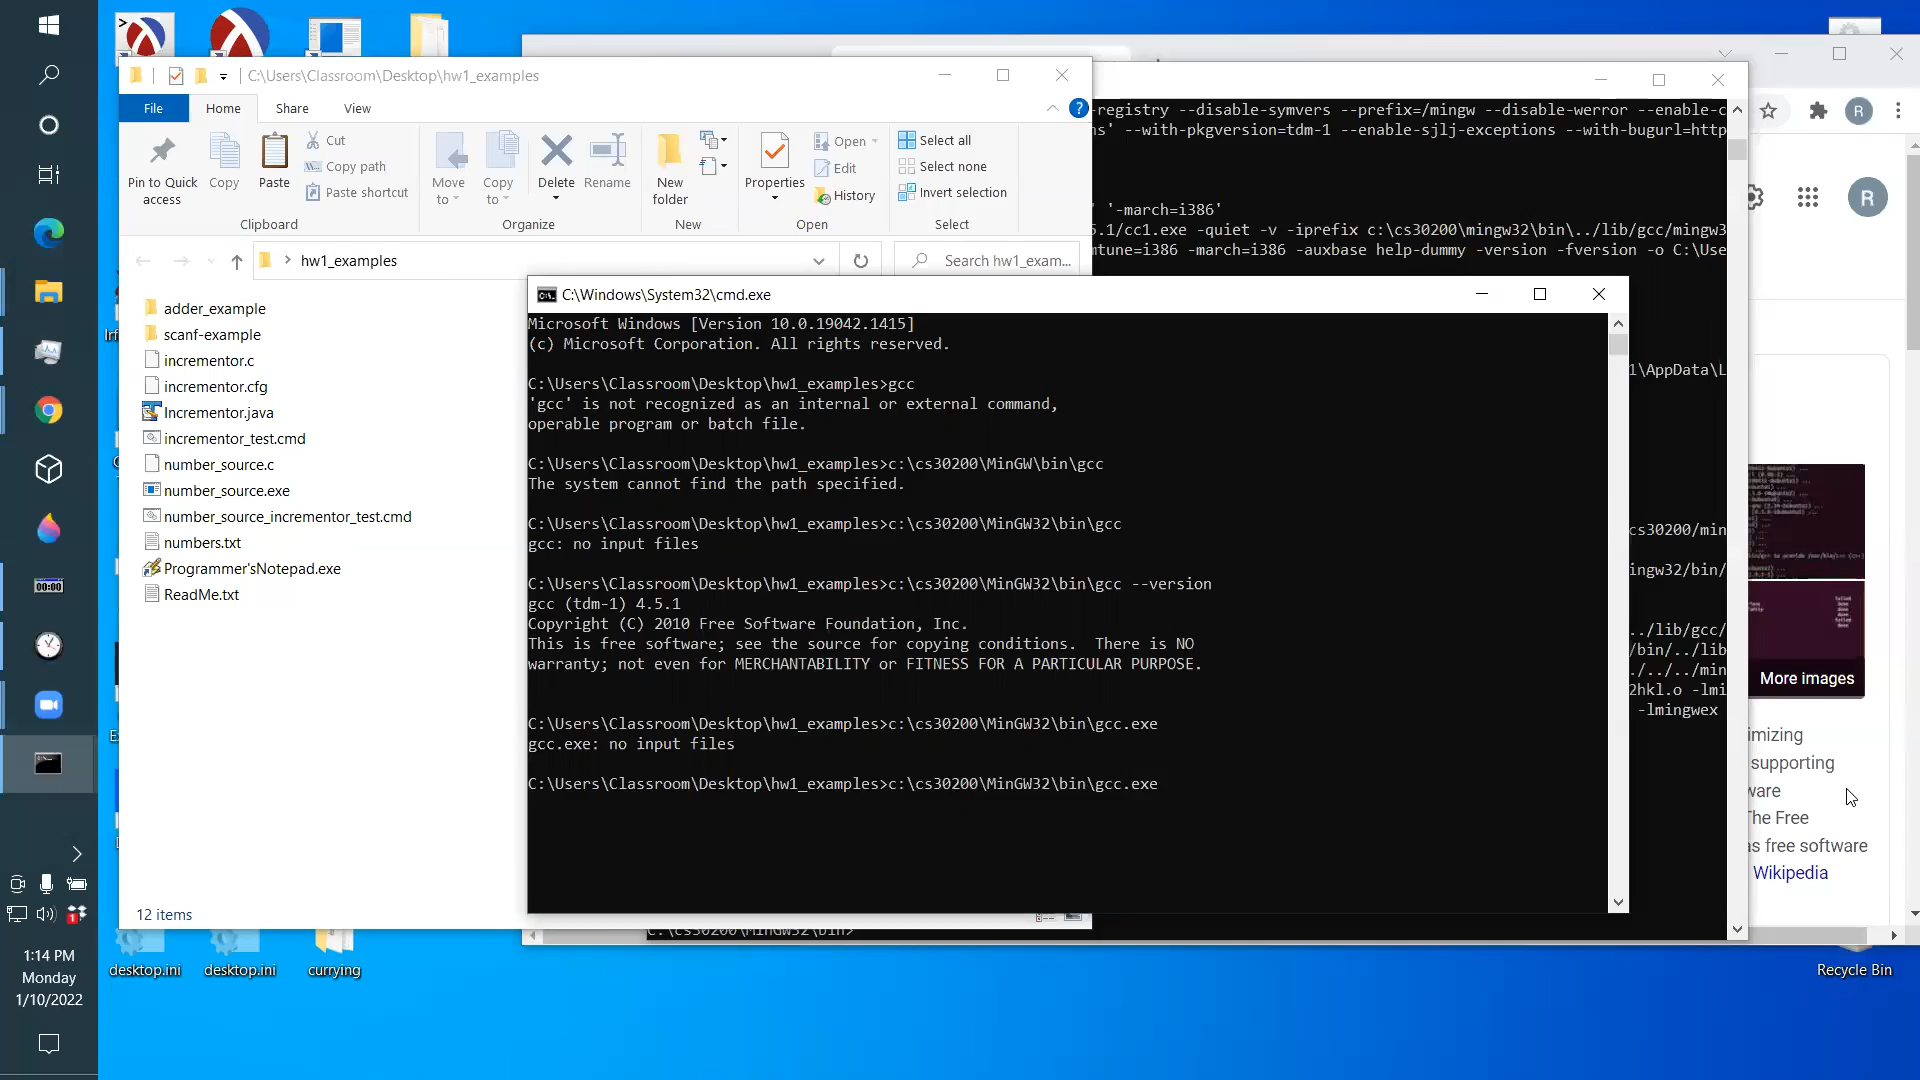 C:\Users\Classroom\Desktop\hw1_examples
File
Home
Share
View
Pin to Quick access
Copy
Paste
Cut
Copy path
Paste shortcut
Clipboard
Move to
Copy to
Delete
Rename
Organize
New folder
New
Properties
Open
Edit
History
Open
Select all
Select none
Invert selection
Select
hw1_examples
Search hw1_exam...
adder_example
scanf-example
incrementor.c
incrementor.cfg
Incrementor.java
incrementor_test.cmd
number_source.c
number_source.exe
number_source_incrementor_test.cmd
numbers.txt
Programmer'sNotepad.exe
ReadMe.txt
12 items
C:\Windows\System32\cmd.exe
Microsoft Windows [Version 10.0.19042.1415]
(c) Microsoft Corporation. All rights reserved.
C:\Users\Classroom\Desktop\hw1_examples>gcc
'gcc' is not recognized as an internal or external command,
operable program or batch file.
C:\Users\Classroom\Desktop\hw1_examples>c:\cs30200\MinGW\bin\gcc
The system cannot find the path specified.
C:\Users\Classroom\Desktop\hw1_examples>c:\cs30200\MinGW32\bin\gcc
gcc: no input files
C:\Users\Classroom\Desktop\hw1_examples>c:\cs30200\MinGW32\bin\gcc --version
gcc (tdm-1) 4.5.1
Copyright (C) 2010 Free Software Foundation, Inc.
This is free software; see the source for copying conditions.  There is NO
warranty; not even for MERCHANTABILITY or FITNESS FOR A PARTICULAR PURPOSE.
C:\Users\Classroom\Desktop\hw1_examples>c:\cs30200\MinGW32\bin\gcc.exe
gcc.exe: no input files
C:\Users\Classroom\Desktop\hw1_examples>c:\cs30200\MinGW32\bin\gcc.exe
-registry --disable-symvers --prefix=/mingw --disable-werror --enable-c
ns' --with-pkgversion=tdm-1 --enable-sjlj-exceptions --with-bugurl=http
' '-march=i386'
5.1/cc1.exe -quiet -v -iprefix c:\cs30200\mingw32\bin\../lib/gcc/mingw3
mtune=i386 -march=i386 -auxbase help-dummy -version -fversion -o C:\Use
1\AppData\L
cs30200/min
ingw32/bin/
../lib/gcc/
/bin/../lib
./../../min
2hkl.o -lmi
-lmingwex
R
R
More images
imizing
supporting
ware
The Free
as free software
Wikipedia
desktop.ini
desktop.ini
currying
Recycle Bin
00:00
1:14 PM
Monday
1/10/2022